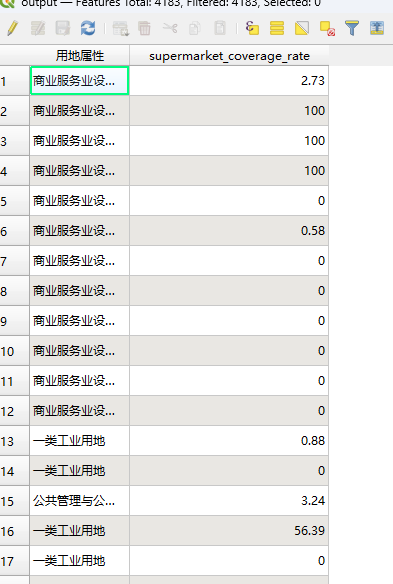 output — Features Total: 4183, Filtered: 4183, Selected: 0
用地属性 supermarket_coverage_rate
1 商业服务业设... 2.73
2 商业服务业设... 100
3 商业服务业设... 100
4 商业服务业设... 100
5 商业服务业设... 0
6 商业服务业设... 0.58
7 商业服务业设... 0
8 商业服务业设... 0
9 商业服务业设... 0
10 商业服务业设... 0
11 商业服务业设... 0
12 商业服务业设... 0
13 一类工业用地 0.88
14 一类工业用地 0
15 公共管理与公... 3.24
16 一类工业用地 56.39
17 一类工业用地 0